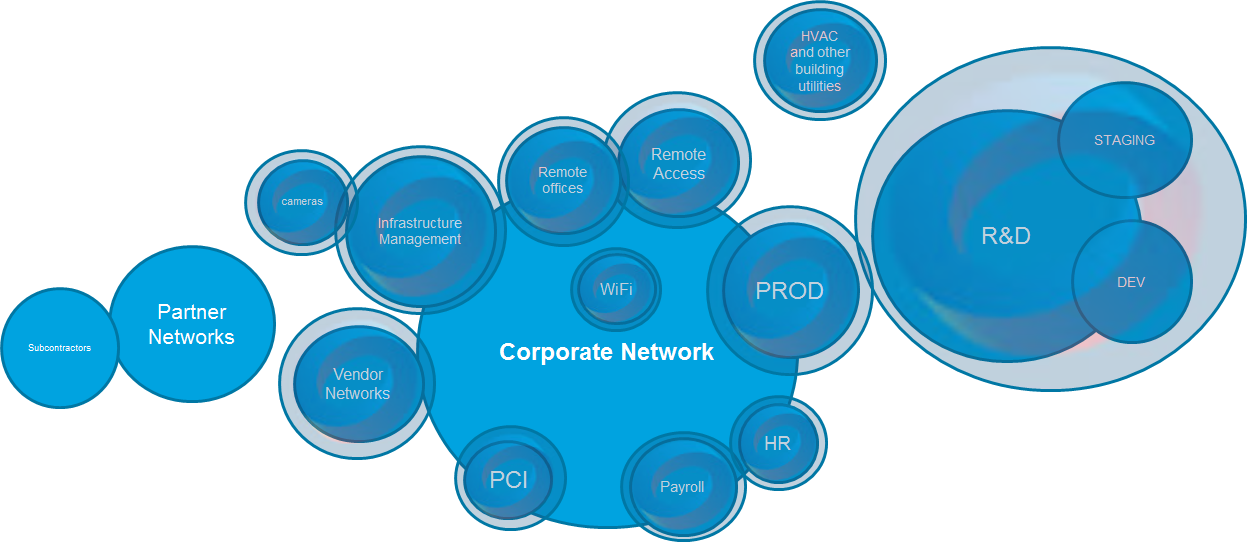 HVAC
and other
building
utilities
STAGING
Remote
Access
Remote
offices
cameras
Infrastructure
Management
R&D
DEV
WiFi
PROD
Partner
Networks
Subcontractors
Corporate Network
Vendor
Networks
HR
PCI
Payroll